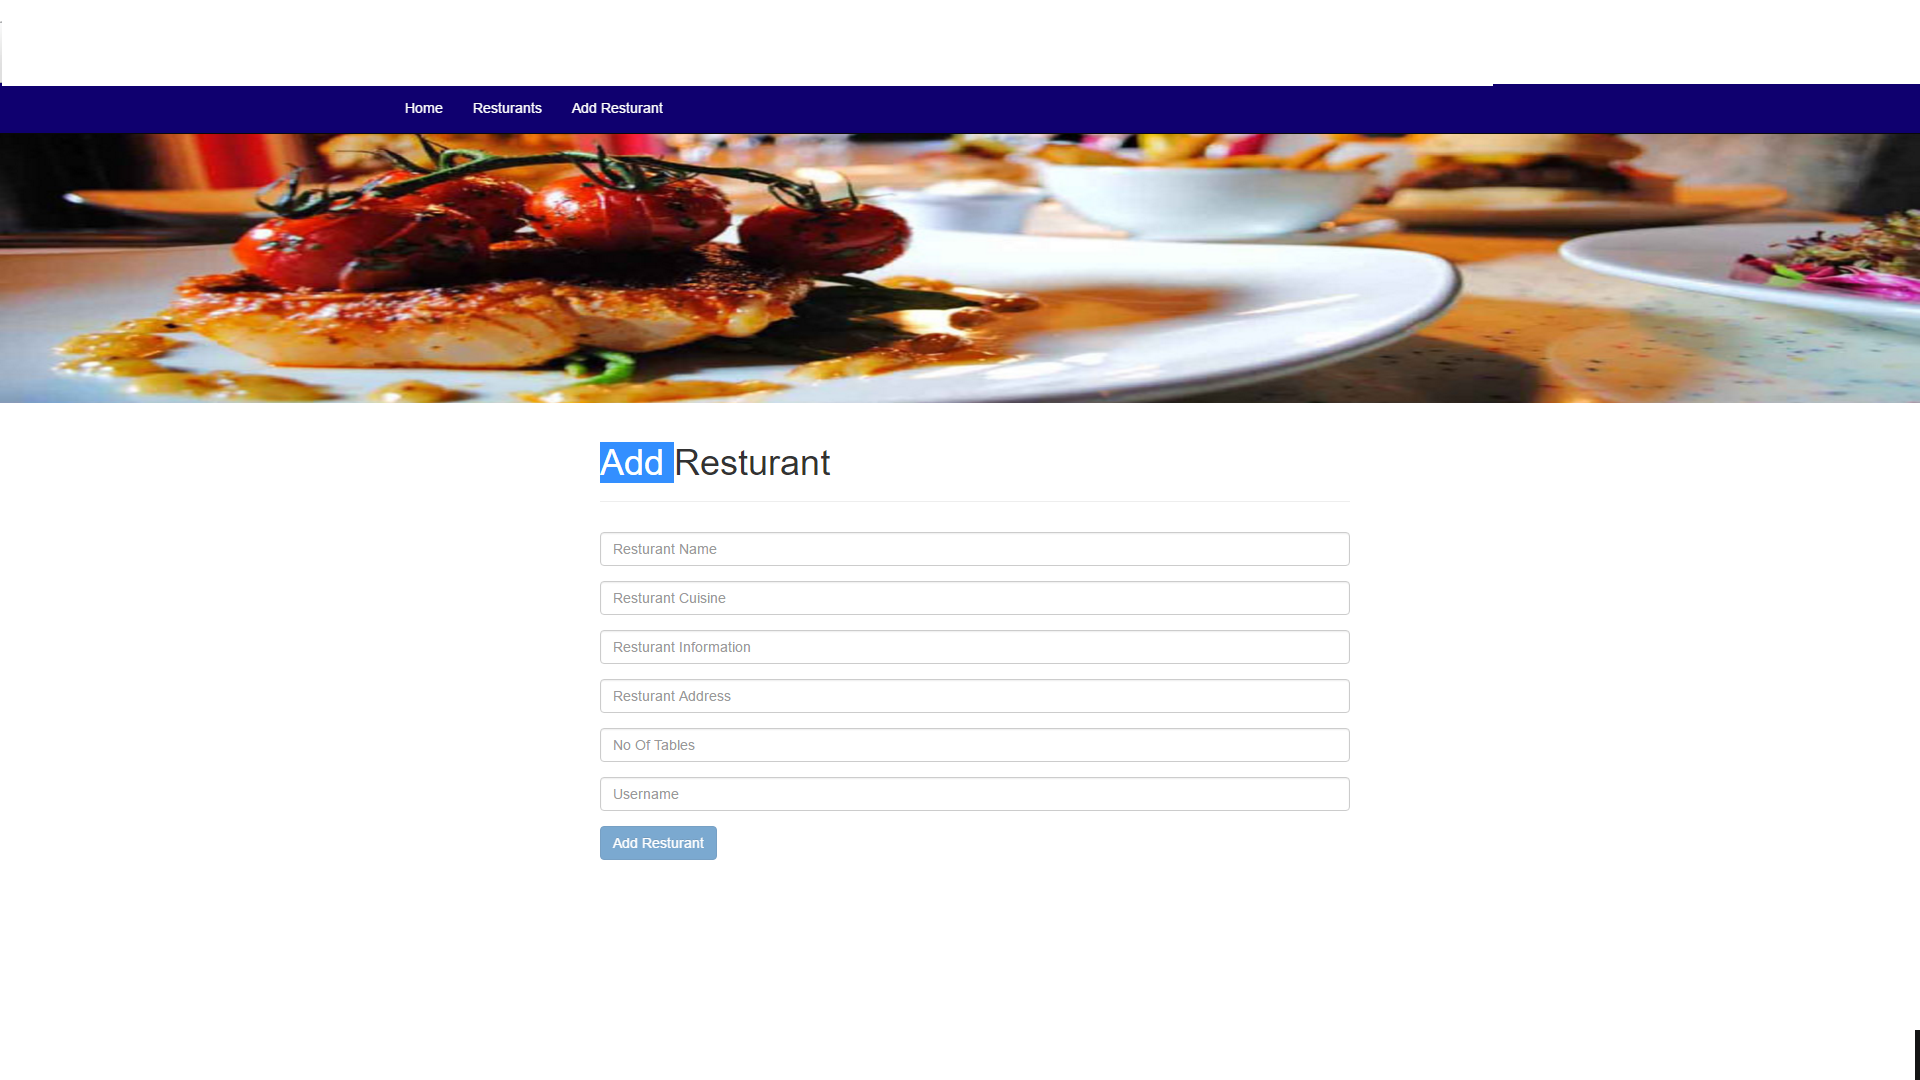 Home Resturants Add Resturant
Add Resturant
Resturant Name
Resturant Cuisine
Resturant Information
Resturant Address
No Of Tables
Username
Add Resturant